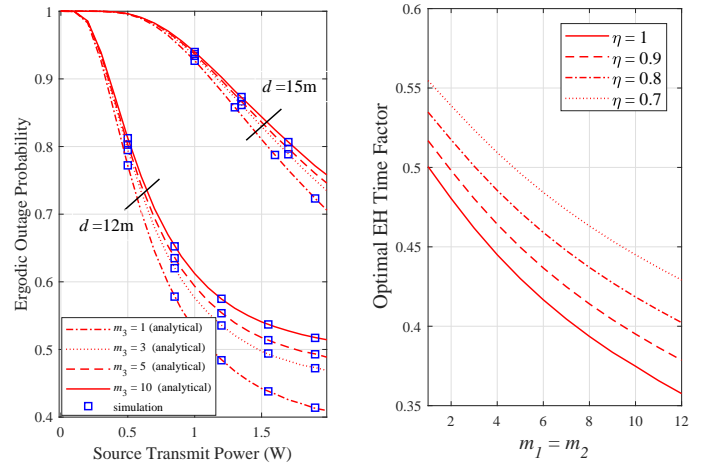 1
0.9
0.8
0.7
0.6
0.5
0.4
Ergodic Outage Probability
d =15m
d =12m
m3 = 1 (analytical)
m3 = 3 (analytical)
m3 = 5 (analytical)
m3 = 10 (analytical)
simulation
0 0.5 1 1.5
Source Transmit Power (W)
0.6
0.55
0.5
0.45
0.4
0.35
Optimal EH Time Factor
η = 1
η = 0.9
η = 0.8
η = 0.7
2 4 6 8 10 12
m1 = m2